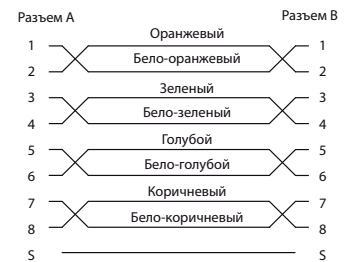 Разъем А Разъем В
Оранжевый
1 1
Бело-оранжевый
2 2
Зеленый
3 3
Бело-зеленый
4 4
Голубой
5 5
Бело-голубой
6 6
Коричневый
7 7
Бело-коричневый
8 8
S S